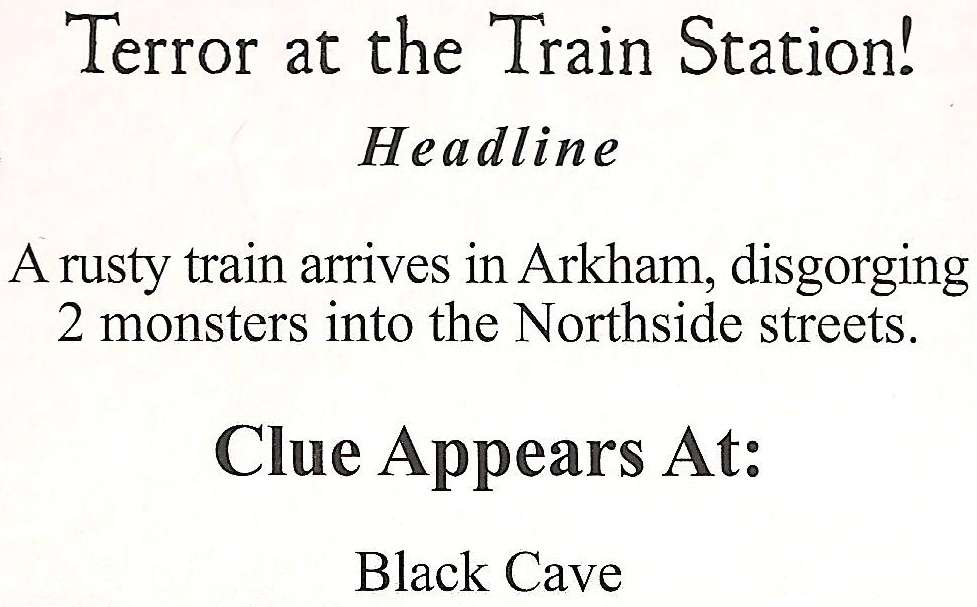 Terror at the Train Station!
Headline
A rusty train arrives in Arkham, disgorging
2 monsters into the Northside streets.
Clue Appears At:
Black Cave